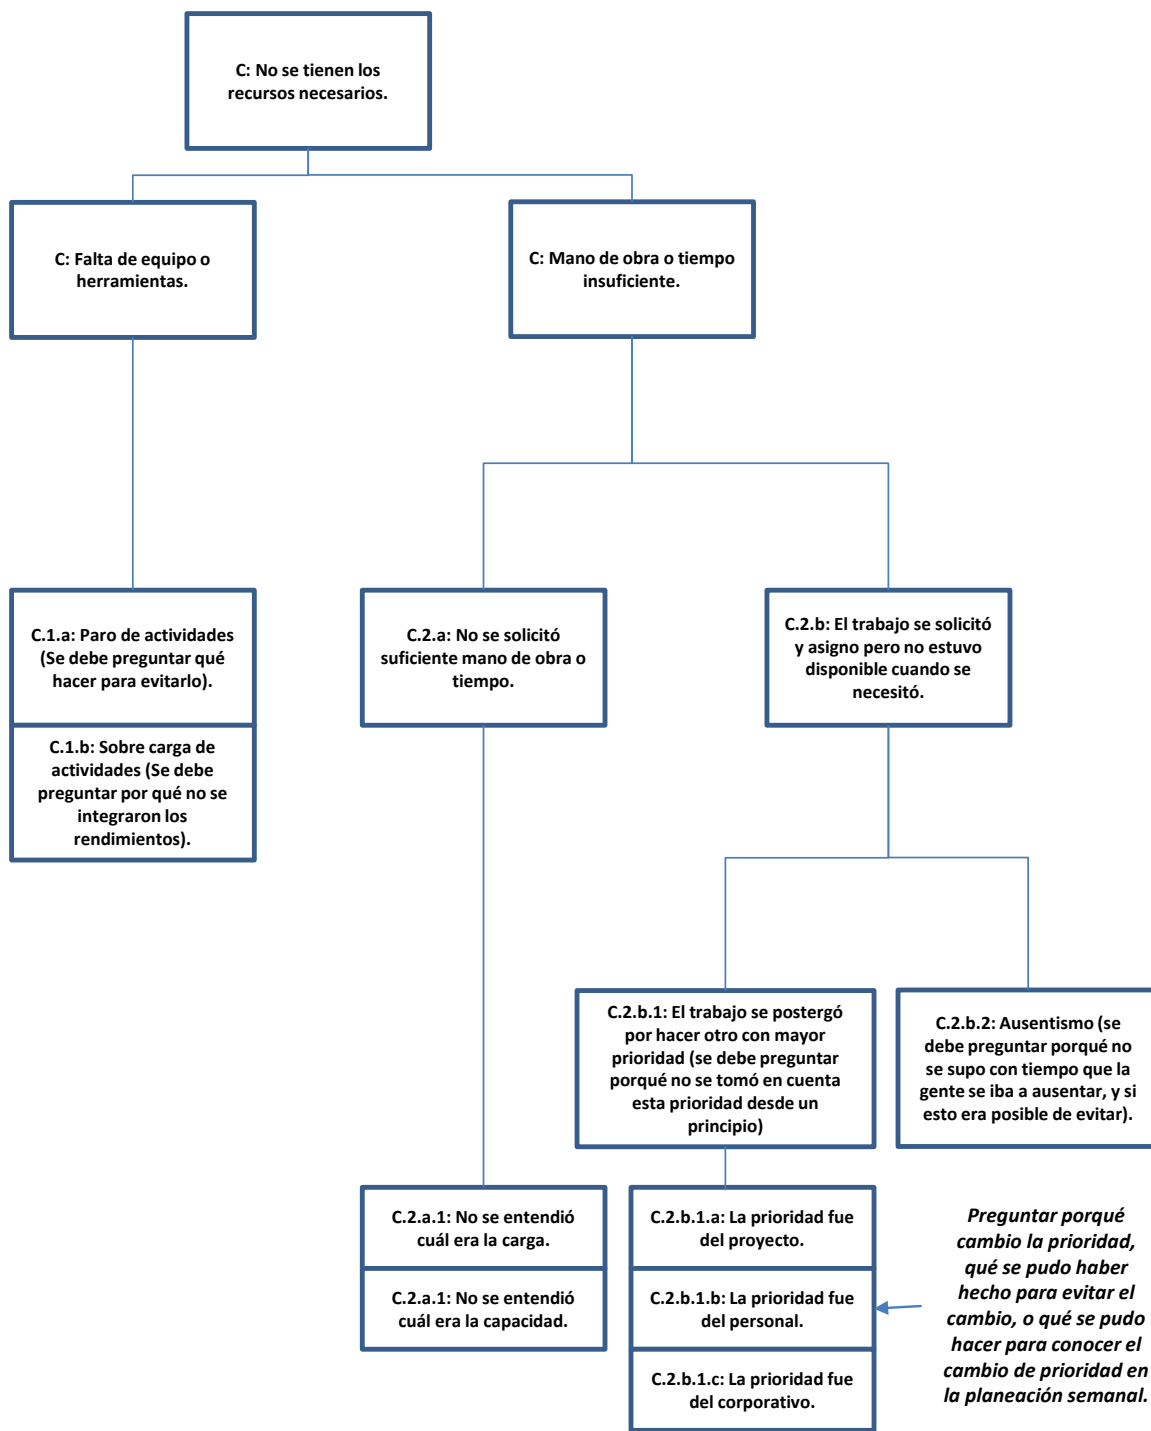 C: No se tienen los
recursos necesarios.
C: Falta de equipo o
herramientas.
C: Mano de obra o tiempo
insuficiente.
C.1.a: Paro de actividades
(Se debe preguntar qué
hacer para evitarlo).
C.1.b: Sobre carga de
actividades (Se debe
preguntar por qué no se
integraron los
rendimientos).
C.2.a: No se solicitó
suficiente mano de obra o
tiempo.
C.2.b: El trabajo se solicitó
y asigno pero no estuvo
disponible cuando se
necesitó.
C.2.b.1: El trabajo se postergó
por hacer otro con mayor
prioridad (se debe preguntar
porqué no se tomó en cuenta
esta prioridad desde un
principio)
C.2.b.2: Ausentismo (se
debe preguntar porqué no
se supo con tiempo que la
gente se iba a ausentar, y si
esto era posible de evitar).
C.2.a.1: No se entendió
cuál era la carga.
C.2.a.1: No se entendió
cuál era la capacidad.
C.2.b.1.a: La prioridad fue
del proyecto.
C.2.b.1.b: La prioridad fue
del personal.
C.2.b.1.c: La prioridad fue
del corporativo.
Preguntar porqué
cambio la prioridad,
qué se pudo haber
hecho para evitar el
cambio, o qué se pudo
hacer para conocer el
cambio de prioridad en
la planeación semanal.